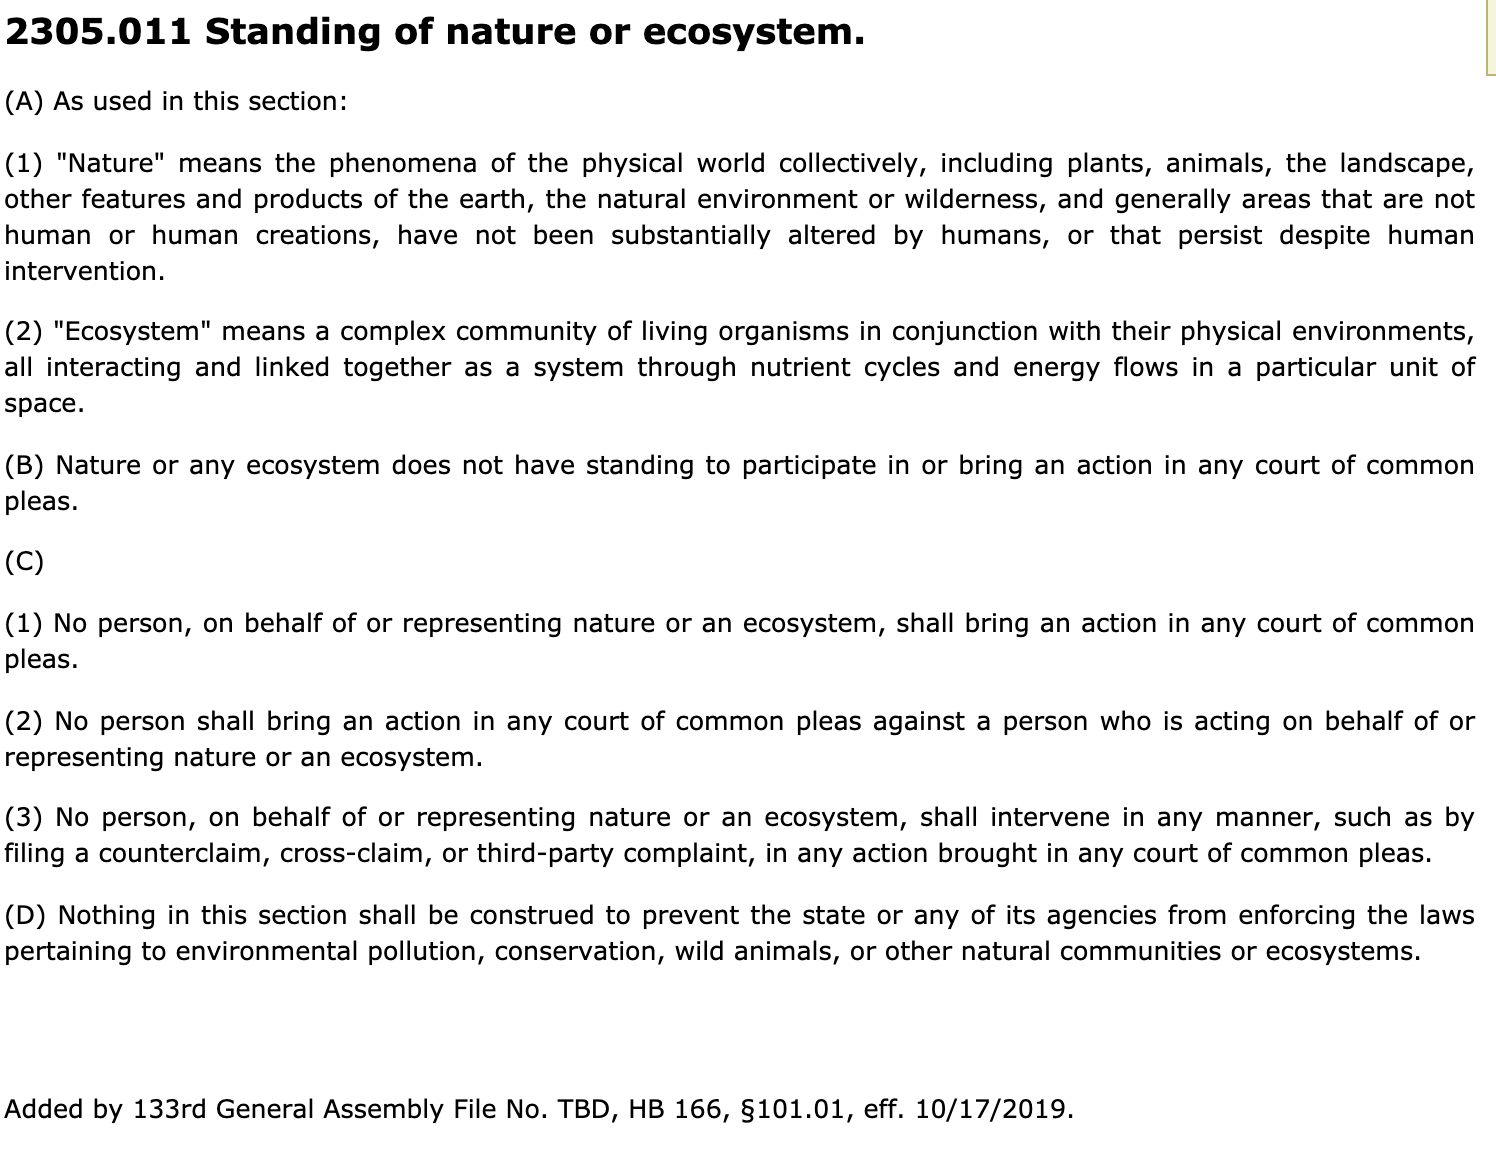 2305.011 Standing of nature or ecosystem.
(A) As used in this section:
(1) "Nature" means the phenomena of the physical world collectively, including plants, animals, the landscape,
other features and products of the earth, the natural environment or wilderness, and generally areas that are not
human or human creations, have not been substantially altered by humans, or that persist despite human
intervention.
(2) "Ecosystem" means a complex community of living organisms in conjunction with their physical environments,
all interacting and linked together as a system through nutrient cycles and energy flows in a particular unit of
space.
(B) Nature or any ecosystem does not have standing to participate in or bring an action in any court of common
pleas.
(C)
(1) No person, on behalf of or representing nature or an ecosystem, shall bring an action in any court of common
pleas.
(2) No person shall bring an action in any court of common pleas against a person who is acting on behalf of or
representing nature or an ecosystem.
(3) No person, on behalf of or representing nature or an ecosystem, shall intervene in any manner, such as by
filing a counterclaim, cross-claim, or third-party complaint, in any action brought in any court of common pleas.
(D) Nothing in this section shall be construed to prevent the state or any of its agencies from enforcing the laws
pertaining to environmental pollution, conservation, wild animals, or other natural communities or ecosystems.
Added by 133rd General Assembly File No. TBD, HB 166, §101.01, eff. 10/17/2019.